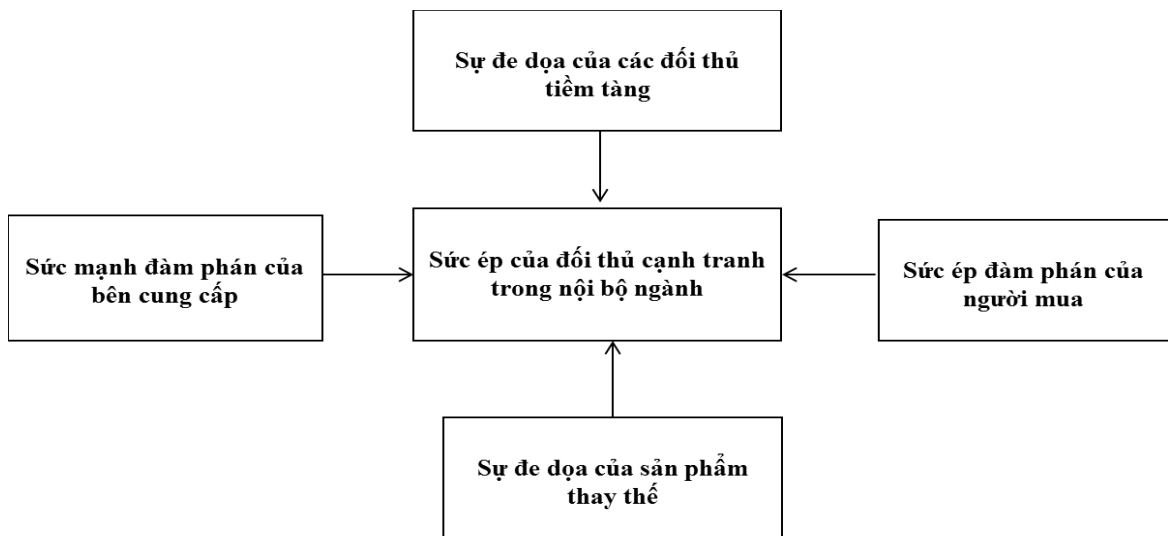 Sự đe dọa của các đối thủ
tiềm tàng
Sức mạnh đàm phán của
bên cung cấp
Sức ép của đối thủ cạnh tranh
trong nội bộ ngành
Sức ép đàm phán của
người mua
Sự đe dọa của sản phẩm
thay thế